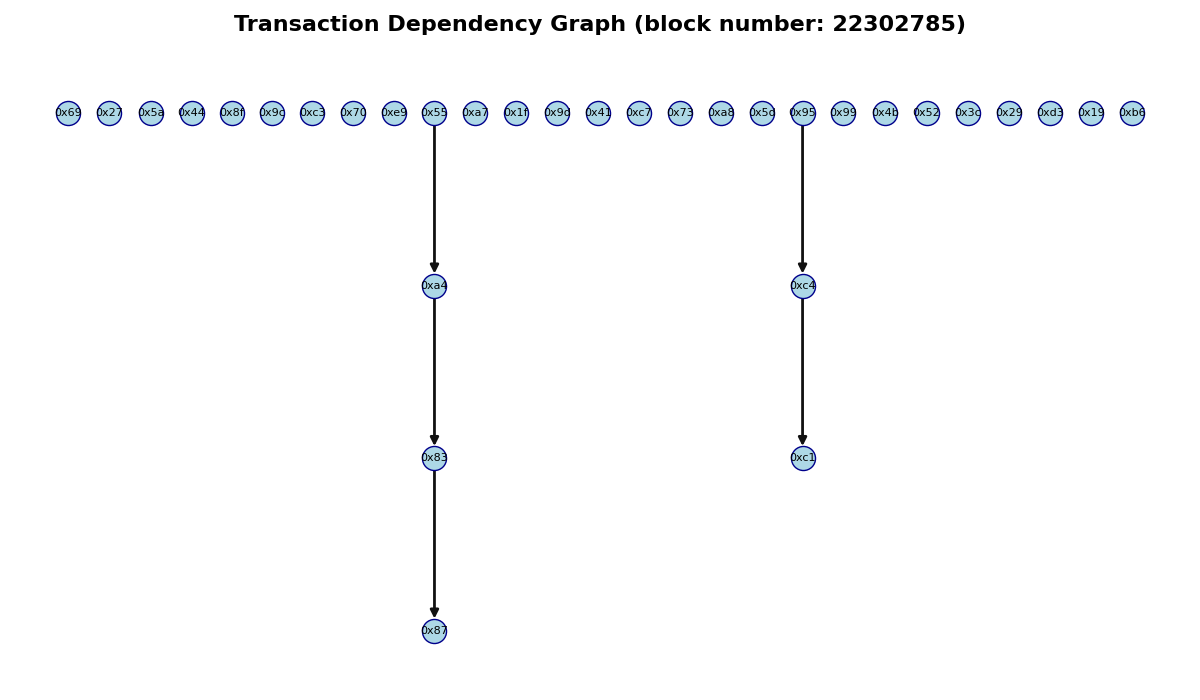 Transaction Dependency Graph (block number: 22302785)
0x69 0x27 0x5a 0x44 0x8f 0x9c 0xc3 0x70 0xe9 0x55 0xa7 0x1f 0x9d 0x41 0xc7 0x73 0xa8 0x5d 0x95 0x99 0x4b 0x52 0x3c 0x29 0xd3 0x19 0xb6
0xa4 0xc4
0x83 0xc1
0x87